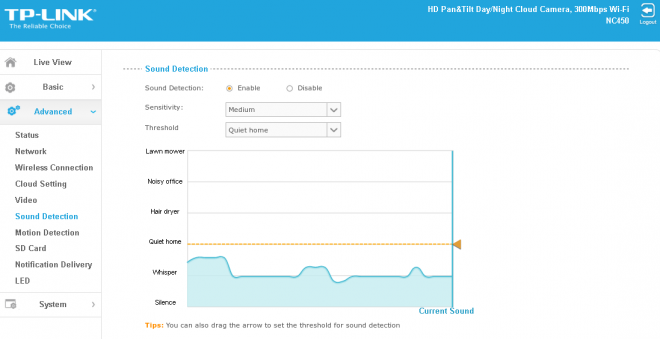 TP-LINK
The Reliable Choice
HD Pan&Tilt Day/Night Cloud Camera, 300Mbps Wi-Fi
NC450
Logout
Live View
Basic
Advanced
Status
Network
Wireless Connection
Cloud Setting
Video
Sound Detection
Motion Detection
SD Card
Notification Delivery
LED
System
Sound Detection
Sound Detection: Enable Disable
Sensitivity: Medium
Threshold Quiet home
Lawn mower
Noisy office
Hair dryer
Quiet home
Whisper
Silence
Current Sound
Tips: You can also drag the arrow to set the threshold for sound detection